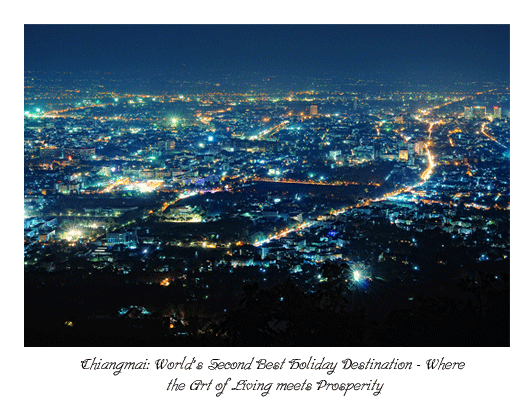 Chiangmai: World's Second Best Holiday Destination - Where
the Art of Living meets Prosperity